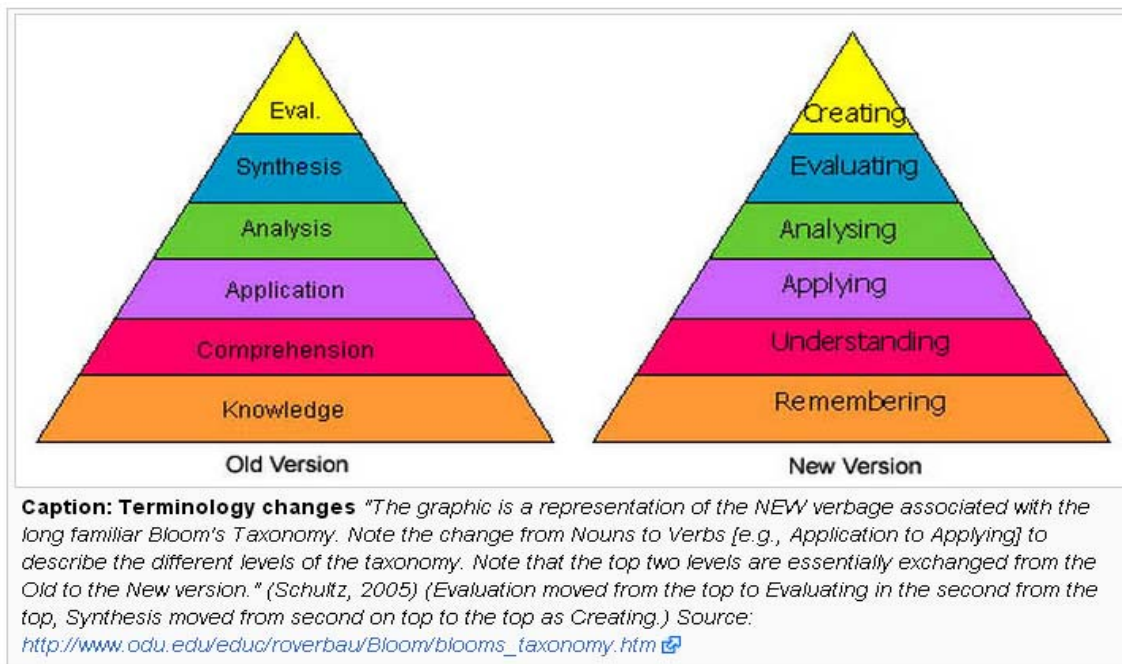 Eval.
Synthesis
Analysis
Application
Comprehension
Knowledge
Old Version
Creating
Evaluating
Analysing
Applying
Understanding
Remembering
New Version
Caption: Terminology changes "The graphic is a representation of the NEW verbage associated with the
long familiar Bloom's Taxonomy. Note the change from Nouns to Verbs [e.g., Application to Applying] to
describe the different levels of the taxonomy. Note that the top two levels are essentially exchanged from the
Old to the New version." (Schultz, 2005) (Evaluation moved from the top to Evaluating in the second from the
top, Synthesis moved from second on top to the top as Creating.) Source:
http://www.odu.edu/educ/roverbau/Bloom/blooms_taxonomy.htm